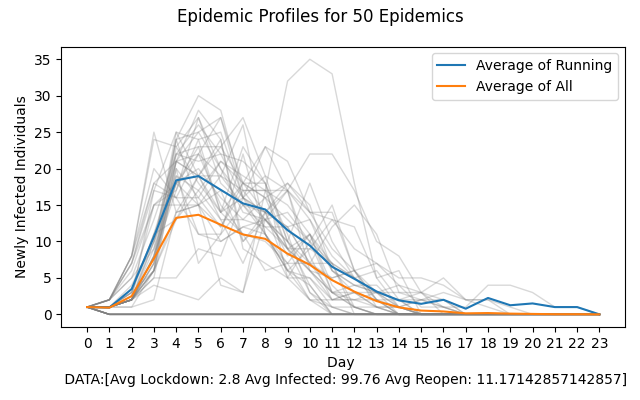 Epidemic Profiles for 50 Epidemics
Average of Running
Average of All
Newly Infected Individuals
35
30
25
20
15
10
5
0
0 1 2 3 4 5 6 7 8 9 10 11 12 13 14 15 16 17 18 19 20 21 22 23
Day
DATA:[Avg Lockdown: 2.8 Avg Infected: 99.76 Avg Reopen: 11.17142857142857]